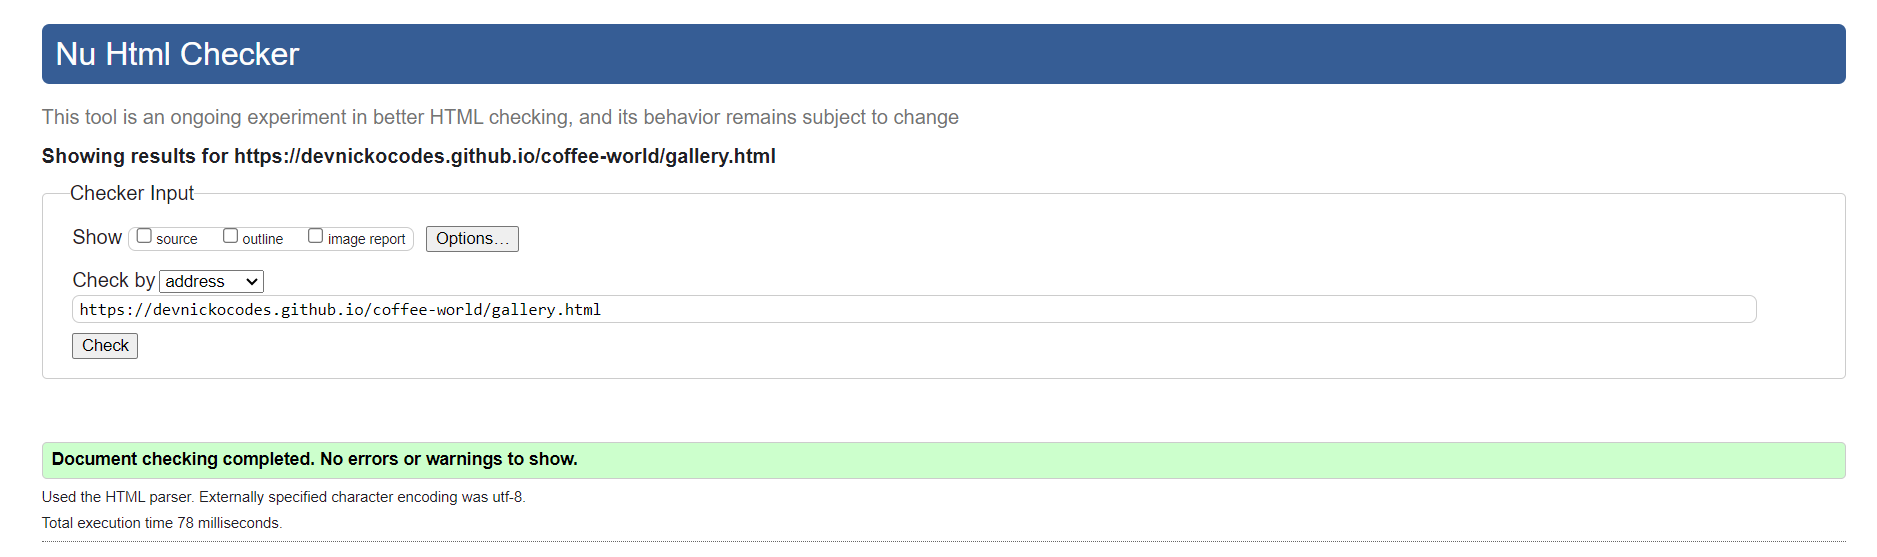 Nu Html Checker
This tool is an ongoing experiment in better HTML checking, and its behavior remains subject to change
Showing results for https://devnickocodes.github.io/coffee-world/gallery.html
Checker Input
Show source outline image report Options...
Check by address
https://devnickocodes.github.io/coffee-world/gallery.html
Check
Document checking completed. No errors or warnings to show.
Used the HTML parser. Externally specified character encoding was utf-8.
Total execution time 78 milliseconds.